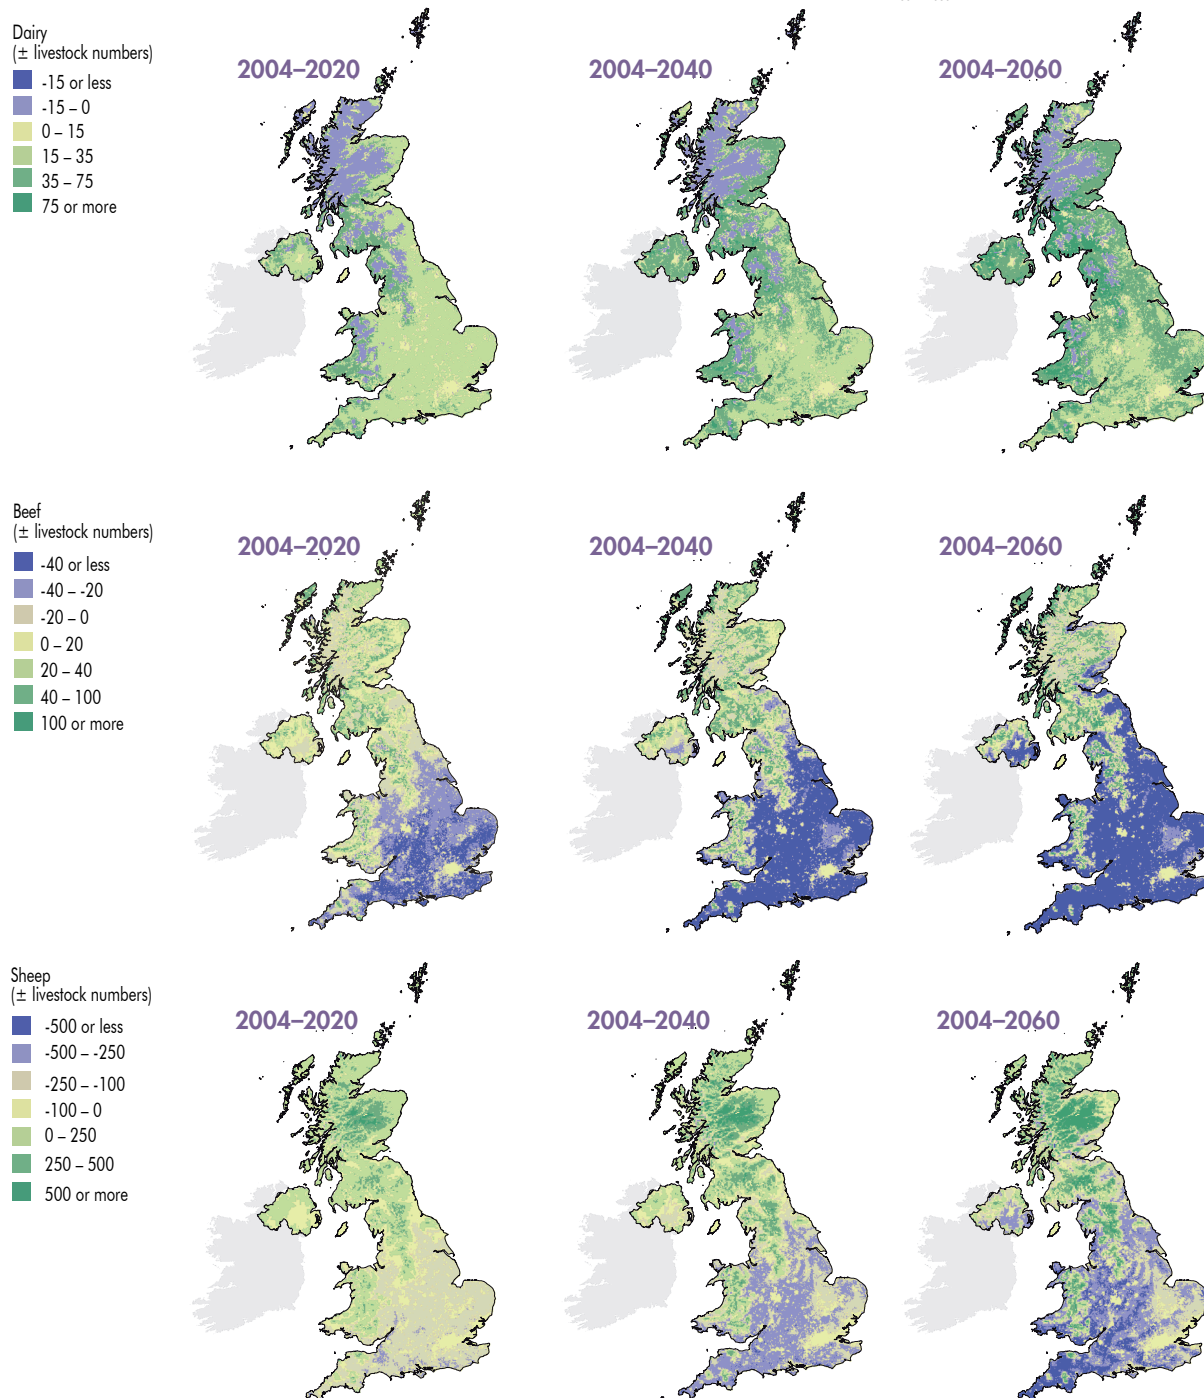 Dairy
(± livestock numbers)
-15 or less
-15 – 0
0 – 15
15 – 35
35 – 75
75 or more
2004–2020
2004–2040
2004–2060
Beef
(± livestock numbers)
-40 or less
-40 – -20
-20 – 0
0 – 20
20 – 40
40 – 100
100 or more
2004–2020
2004–2040
2004–2060
Sheep
(± livestock numbers)
-500 or less
-500 – -250
-250 – -100
-100 – 0
0 – 250
250 – 500
500 or more
2004–2020
2004–2040
2004–2060